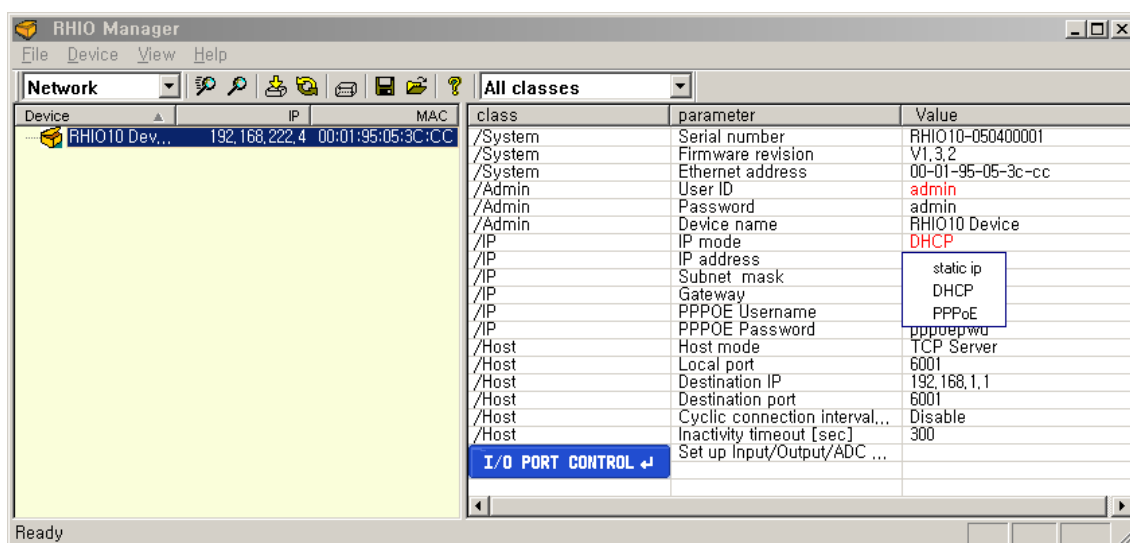 RHIO Manager
File Device View Help
Network All classes
Device IP MAC class parameter Value
RHIO10 Dev,,, 192,168,222,4 00:01:95:05:3C:CC /System Serial number RHIO10-050400001
/System Firmware revision V1,3,2
/System Ethernet address 00-01-95-05-3c-cc
/Admin User ID admin
/Admin Password admin
/Admin Device name RHIO10 Device
/IP IP mode DHCP
/IP IP address
static ip
/IP Subnet mask
/IP Gateway DHCP
/IP PPPOE Username PPPoE
/IP PPPOE Password pppoepwd
/Host Host mode TCP Server
/Host Local port 6001
/Host Destination IP 192,168,1,1
/Host Destination port 6001
/Host Cyclic connection interval,,, Disable
/Host Inactivity timeout [sec] 300
I/O PORT CONTROL ↵ Set up Input/Output/ADC ,,,
Ready